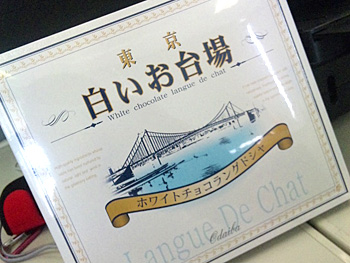 東京
白いお台場
White chocolate langue de chat
ホワイトチョコラングドシャ
Langue De Chat
Odaiba